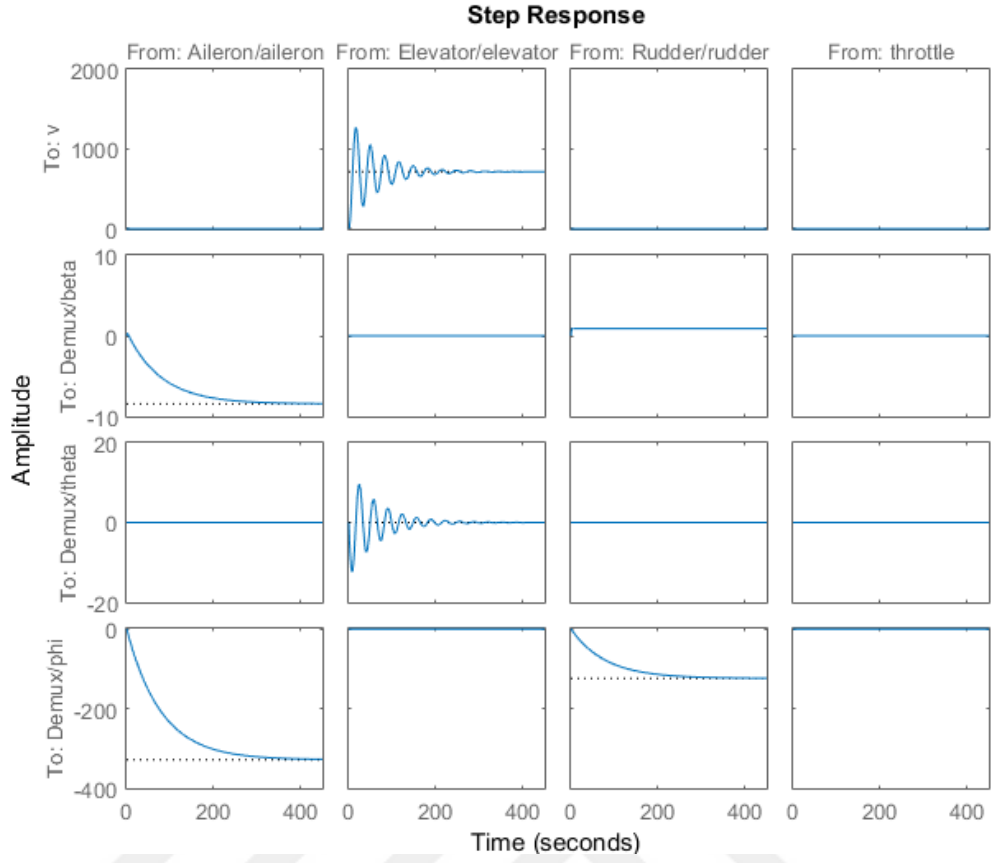 Step Response
From: Aileron/aileron From: Elevator/elevator From: Rudder/rudder From: throttle
To: v
2000
1000
0
To: Demux/beta
10
0
-10
Amplitude
To: Demux/theta
20
0
-20
To: Demux/phi
0
-200
-400
0 200 400 0 200 400 0 200 400 0 200 400
Time (seconds)